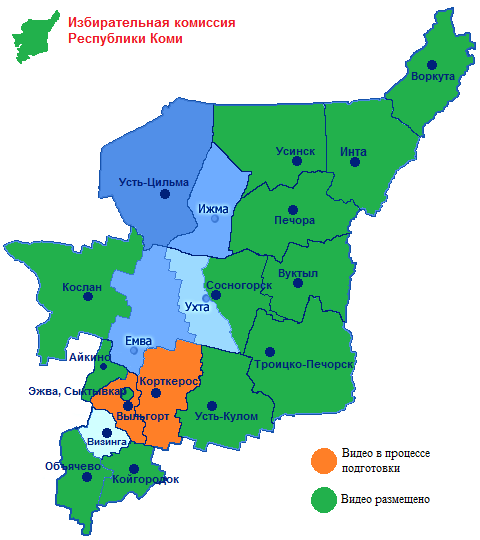 Избирательная комиссия
Республики Коми
Воркута
Усинск
Инта
Усть-Цильма
Ижма
Печора
Вуктыл
Кослан
Сосногорск
Ухта
Емва
Айкино
Троицко-Печорск
Корткерос
Эжва, Сыктывкар
Выльгорт
Усть-Кулом
Визинга
Объячево
Койгородок
Видео в процессе
подготовки
Видео размещено